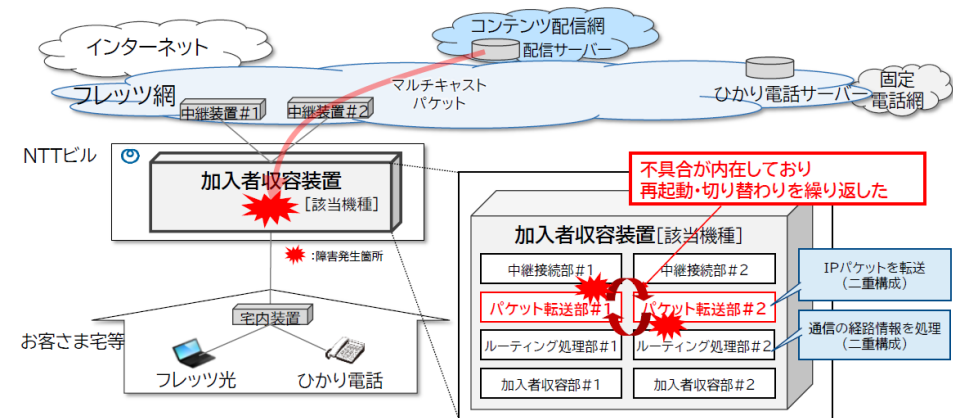 インターネット
コンテンツ配信網
配信サーバー
フレッツ網
マルチキャスト
パケット
ひかり電話サーバー
固定
電話網
中継装置#1
中継装置#2
NTTビル
加入者収容装置
[該当機種]
:障害発生箇所
お客さま宅等
宅内装置
フレッツ光
ひかり電話
不具合が内在しており
再起動・切り替わりを繰り返した
加入者収容装置[該当機種]
中継接続部#1
中継接続部#2
パケット転送部#1
パケット転送部#2
ルーティング処理部#1
ルーティング処理部#2
加入者収容部#1
加入者収容部#2
IPパケットを転送
(二重構成)
通信の経路情報を処理
(二重構成)